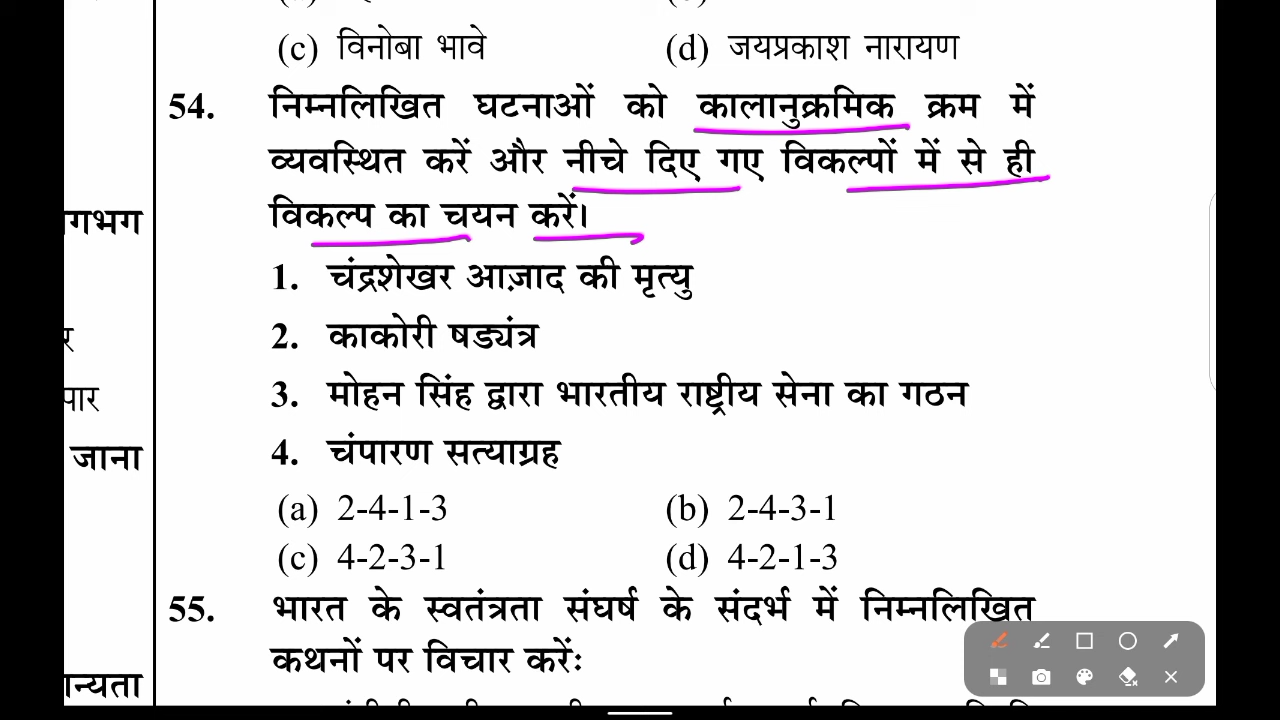 (c) विनोबा भावे (d) जयप्रकाश नारायण
54. निम्नलिखित घटनाओं को कालानुक्रमिक क्रम में
व्यवस्थित करें और नीचे दिए गए विकल्पों में से ही
विकल्प का चयन करें।
1. चंद्रशेखर आज़ाद की मृत्यु
2. काकोरी षड्यंत्र
3. मोहन सिंह द्वारा भारतीय राष्ट्रीय सेना का गठन
4. चंपारण सत्याग्रह
(a) 2-4-1-3 (b) 2-4-3-1
(c) 4-2-3-1 (d) 4-2-1-3
55. भारत के स्वतंत्रता संघर्ष के संदर्भ में निम्नलिखित
कथनों पर विचार करेंः
जाना